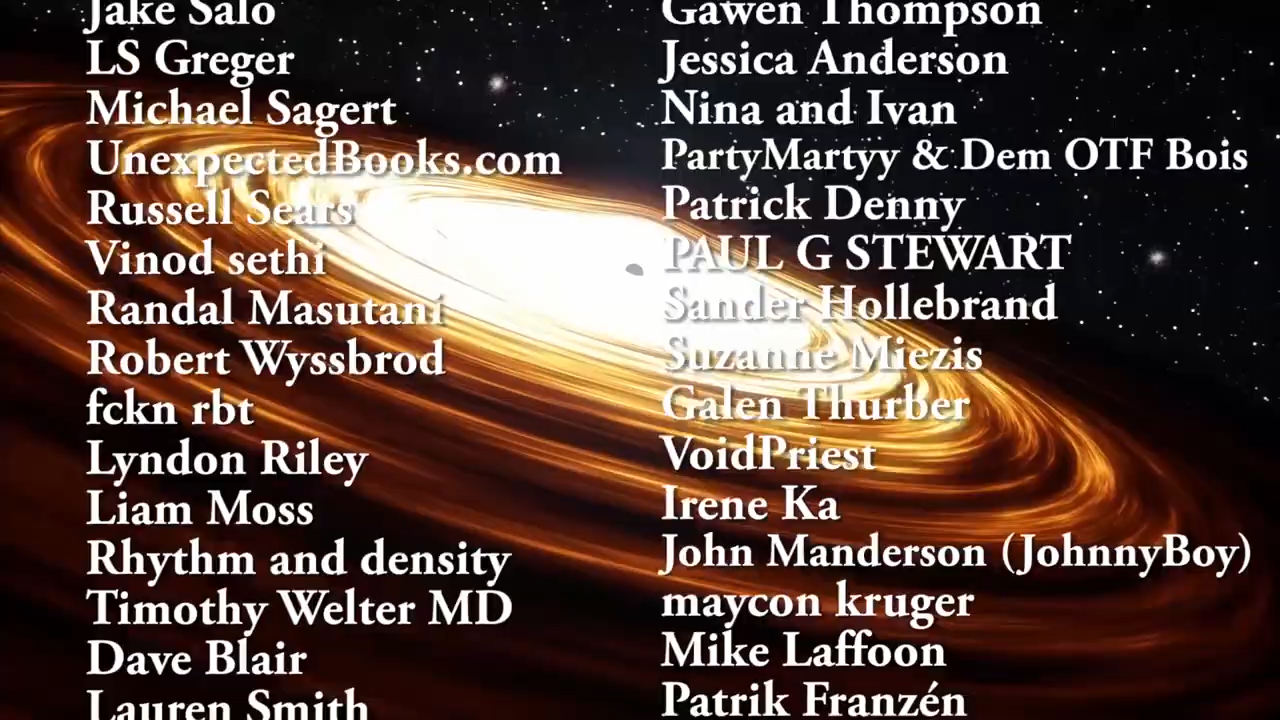 Jake Salo
LS Greger
Michael Sagert
UnexpectedBooks.com
Russell Sears
Vinod sethi
Randal Masutani
Robert Wyssbrod
fckn rbt
Lyndon Riley
Liam Moss
Rhythm and density
Timothy Welter MD
Dave Blair
Lauren Smith
Gawen Thompson
Jessica Anderson
Nina and Ivan
PartyMartyy & Dem OTF Bois
Patrick Denny
PAUL G STEWART
Sander Hollebrand
Suzanne Miezis
Galen Thurber
VoidPriest
Irene Ka
John Manderson (JohnnyBoy)
maycon kruger
Mike Laffoon
Patrik Franzén